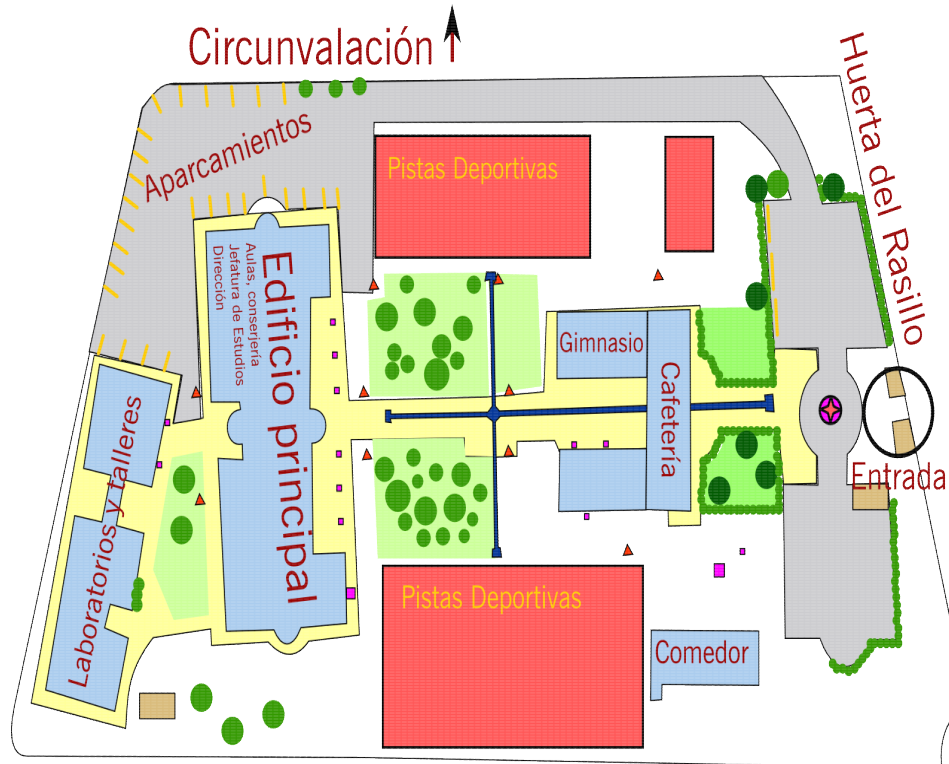 Circunvalación
Huerta del Rasillo
Aparcamientos
Pistas Deportivas
Edificio principal
Aulas, conserjería
Jefatura de Estudios
Dirección
Gimnasio
Cafetería
Laboratorios y talleres
Entrada
Pistas Deportivas
Comedor